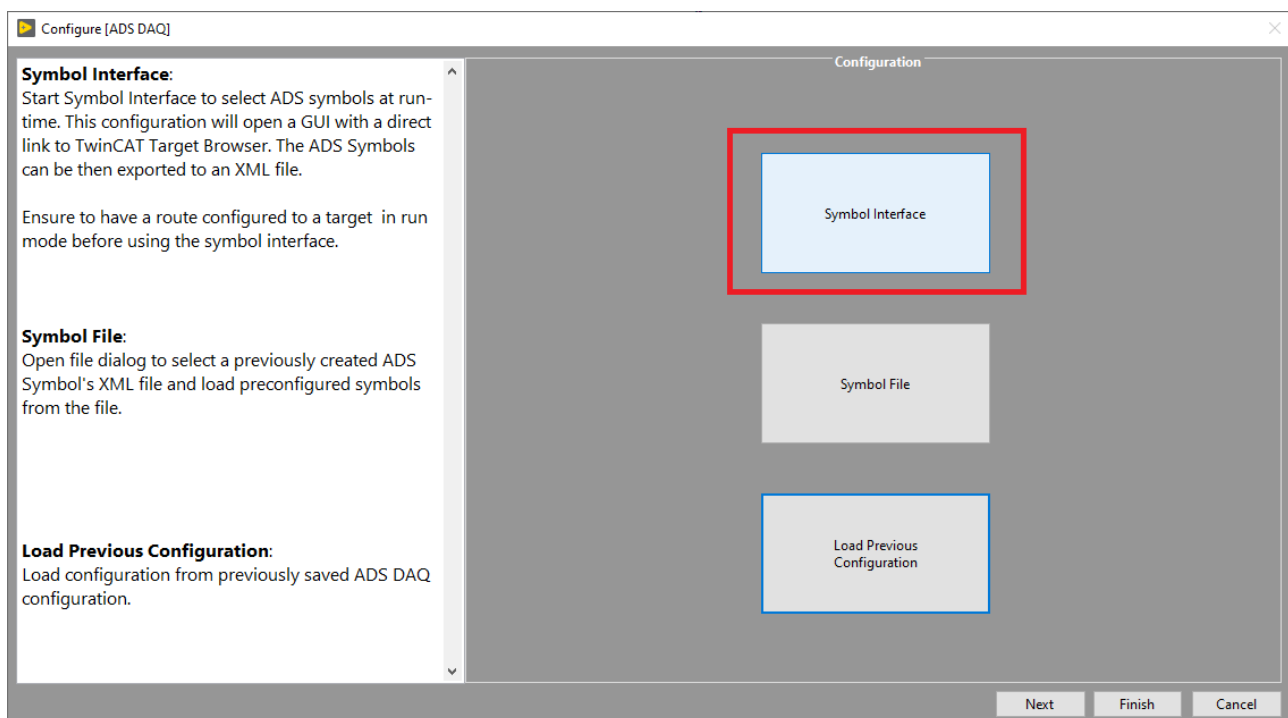 Configure [ADS DAQ]
Symbol Interface:
Start Symbol Interface to select ADS symbols at run-
time. This configuration will open a GUI with a direct
link to TwinCAT Target Browser. The ADS Symbols
can be then exported to an XML file.
Ensure to have a route configured to a target in run
mode before using the symbol interface.
Symbol File:
Open file dialog to select a previously created ADS
Symbol's XML file and load preconfigured symbols
from the file.
Load Previous Configuration:
Load configuration from previously saved ADS DAQ
configuration.
Configuration
Symbol Interface
Symbol File
Load Previous
Configuration
Next
Finish
Cancel